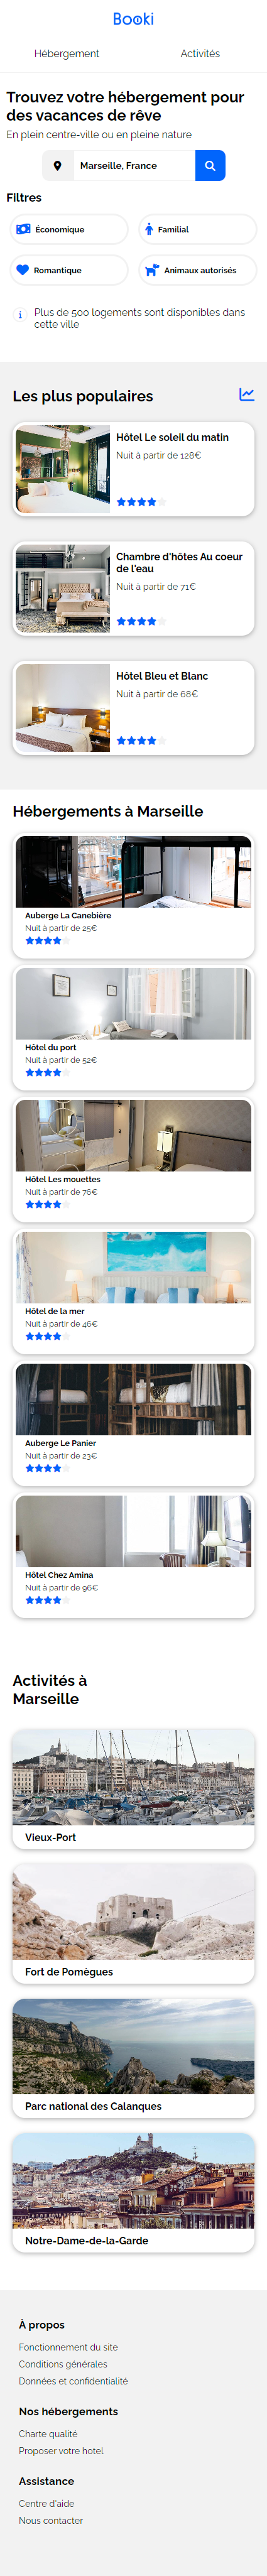 Booki
Hébergement
Activités
Trouvez votre hébergement pour
des vacances de rêve
En plein centre-ville ou en pleine nature
Marseille, France
Filtres
Économique
Familial
Romantique
Animaux autorisés
Plus de 500 logements sont disponibles dans
cette ville
Les plus populaires
Hôtel Le soleil du matin
Nuit à partir de 128€
Chambre d'hôtes Au coeur
de l'eau
Nuit à partir de 71€
Hôtel Bleu et Blanc
Nuit à partir de 68€
Hébergements à Marseille
Auberge La Canebière
Nuit à partir de 25€
Hôtel du port
Nuit à partir de 52€
Hôtel Les mouettes
Nuit à partir de 76€
Hôtel de la mer
Nuit à partir de 46€
Auberge Le Panier
Nuit à partir de 23€
Hôtel Chez Amina
Nuit à partir de 96€
Activités à
Marseille
Vieux-Port
Fort de Pomègues
Parc national des Calanques
Notre-Dame-de-la-Garde
À propos
Fonctionnement du site
Conditions générales
Données et confidentialité
Nos hébergements
Charte qualité
Proposer votre hotel
Assistance
Centre d'aide
Nous contacter